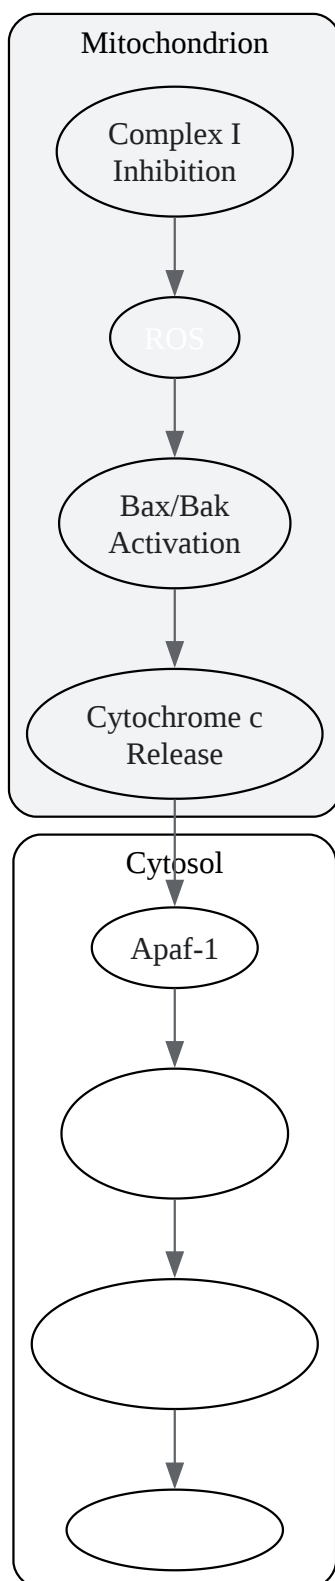 Mitochondrion
Complex I
Inhibition
ROS
Bax/Bak
Activation
Cytochrome c
Release
Cytosol
Apaf-1